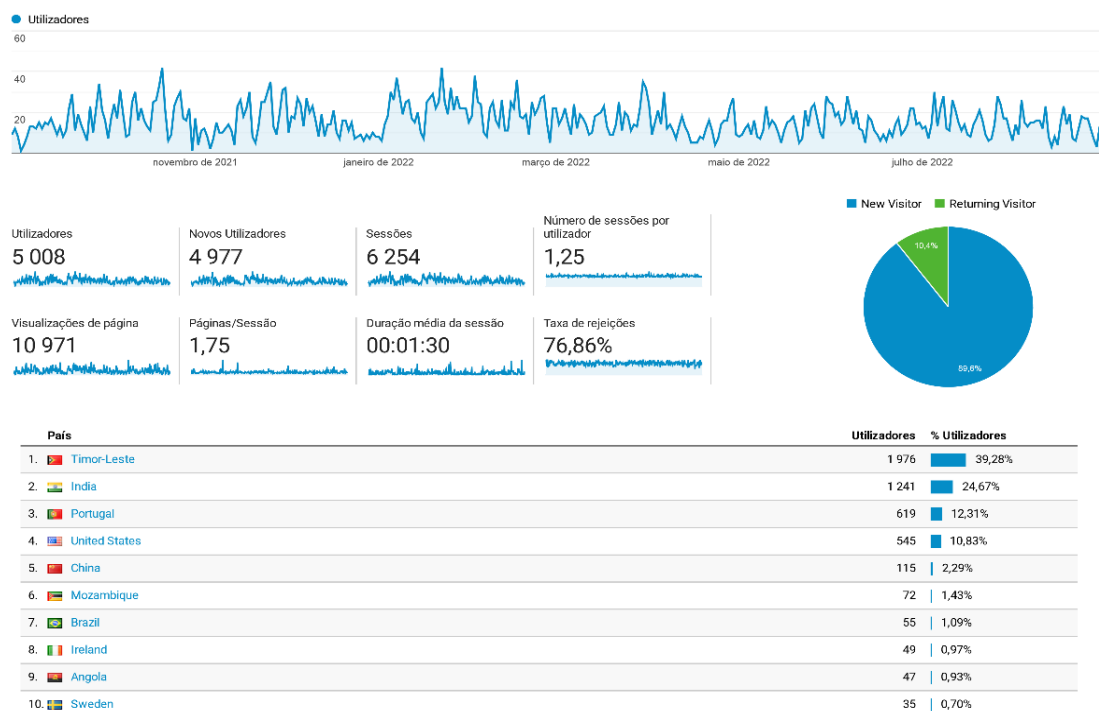 Utilizadores
60
40
20
novembro de 2021 janeiro de 2022 março de 2022 maio de 2022 julho de 2022
New Visitor Returning Visitor
Utilizadores
5 008
Novos Utilizadores
4 977
Sessões
6 254
Número de sessões por
utilizador
1,25
Visualizações de página
10 971
Páginas/Sessão
1,75
Duração média da sessão
00:01:30
Taxa de rejeições
76,86%
10,4%
89,6%
País Utilizadores % Utilizadores
1. Timor-Leste 1 976 39,28%
2. India 1 241 24,67%
3. Portugal 619 12,31%
4. United States 545 10,83%
5. China 115 2,29%
6. Mozambique 72 1,43%
7. Brazil 55 1,09%
8. Ireland 49 0,97%
9. Angola 47 0,93%
10. Sweden 35 0,70%